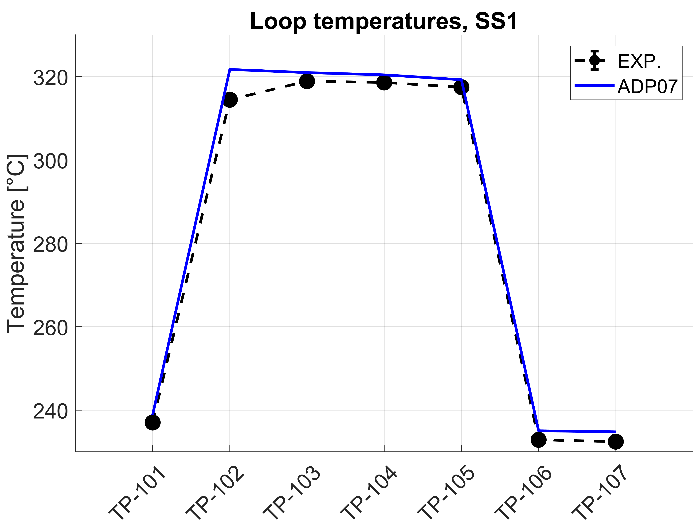 Loop temperatures, SS1
EXP.
ADP07
Temperature [°C]
320
300
280
260
240
TP-101
TP-102
TP-103
TP-104
TP-105
TP-106
TP-107